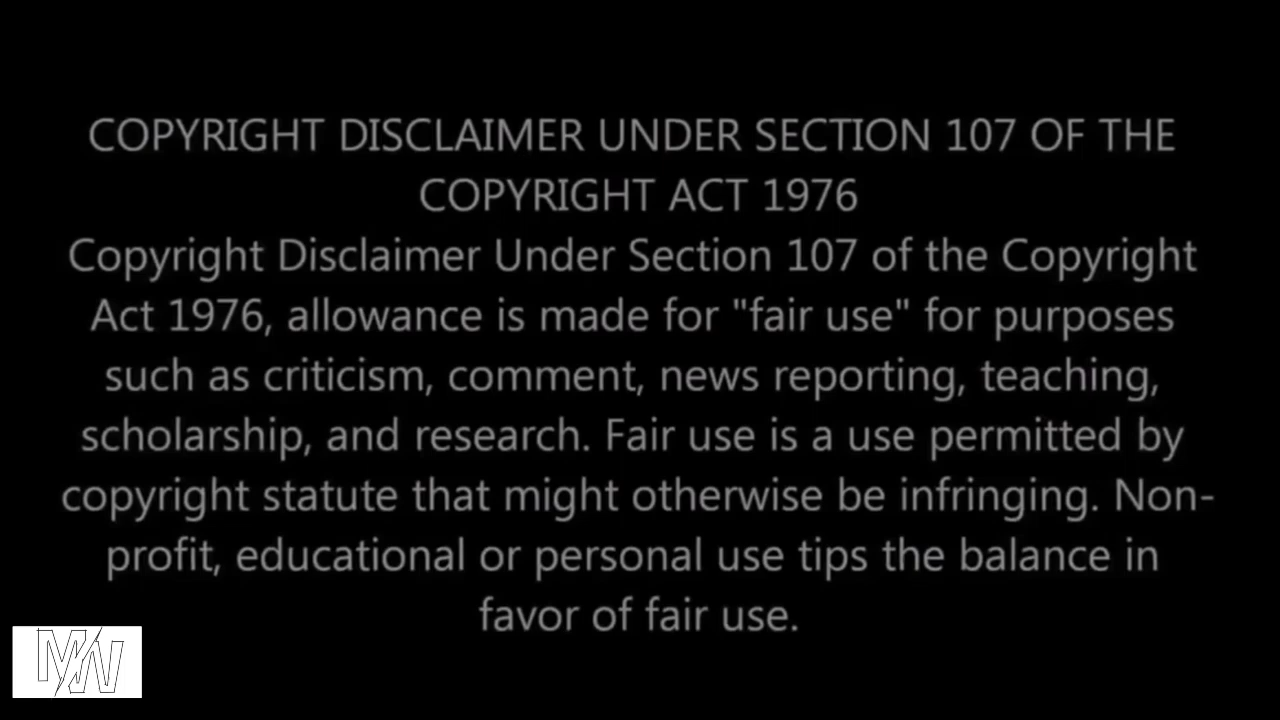 COPYRIGHT DISCLAIMER UNDER SECTION 107 OF THE
COPYRIGHT ACT 1976
Copyright Disclaimer Under Section 107 of the Copyright
Act 1976, allowance is made for "fair use" for purposes
such as criticism, comment, news reporting, teaching,
scholarship, and research. Fair use is a use permitted by
copyright statute that might otherwise be infringing. Non-
profit, educational or personal use tips the balance in
favor of fair use.